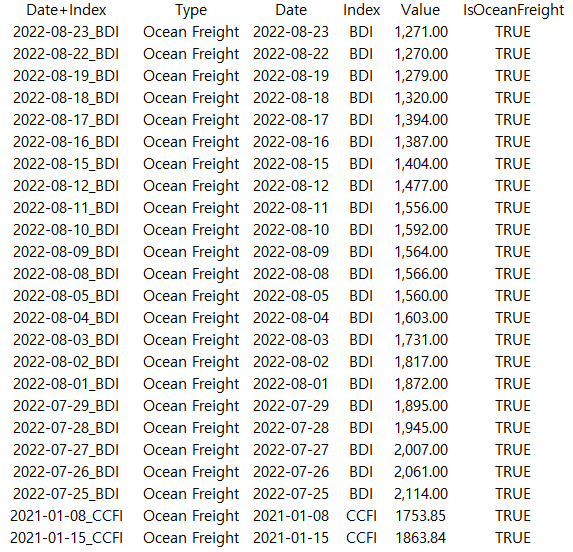 Date+Index Type Date Index Value IsOceanFreight
2022-08-23_BDI Ocean Freight 2022-08-23 BDI 1,271.00 TRUE
2022-08-22_BDI Ocean Freight 2022-08-22 BDI 1,270.00 TRUE
2022-08-19_BDI Ocean Freight 2022-08-19 BDI 1,279.00 TRUE
2022-08-18_BDI Ocean Freight 2022-08-18 BDI 1,320.00 TRUE
2022-08-17_BDI Ocean Freight 2022-08-17 BDI 1,394.00 TRUE
2022-08-16_BDI Ocean Freight 2022-08-16 BDI 1,387.00 TRUE
2022-08-15_BDI Ocean Freight 2022-08-15 BDI 1,404.00 TRUE
2022-08-12_BDI Ocean Freight 2022-08-12 BDI 1,477.00 TRUE
2022-08-11_BDI Ocean Freight 2022-08-11 BDI 1,556.00 TRUE
2022-08-10_BDI Ocean Freight 2022-08-10 BDI 1,592.00 TRUE
2022-08-09_BDI Ocean Freight 2022-08-09 BDI 1,564.00 TRUE
2022-08-08_BDI Ocean Freight 2022-08-08 BDI 1,566.00 TRUE
2022-08-05_BDI Ocean Freight 2022-08-05 BDI 1,560.00 TRUE
2022-08-04_BDI Ocean Freight 2022-08-04 BDI 1,603.00 TRUE
2022-08-03_BDI Ocean Freight 2022-08-03 BDI 1,731.00 TRUE
2022-08-02_BDI Ocean Freight 2022-08-02 BDI 1,817.00 TRUE
2022-08-01_BDI Ocean Freight 2022-08-01 BDI 1,872.00 TRUE
2022-07-29_BDI Ocean Freight 2022-07-29 BDI 1,895.00 TRUE
2022-07-28_BDI Ocean Freight 2022-07-28 BDI 1,945.00 TRUE
2022-07-27_BDI Ocean Freight 2022-07-27 BDI 2,007.00 TRUE
2022-07-26_BDI Ocean Freight 2022-07-26 BDI 2,061.00 TRUE
2022-07-25_BDI Ocean Freight 2022-07-25 BDI 2,114.00 TRUE
2021-01-08_CCFI Ocean Freight 2021-01-08 CCFI 1753.85 TRUE
2021-01-15_CCFI Ocean Freight 2021-01-15 CCFI 1863.84 TRUE